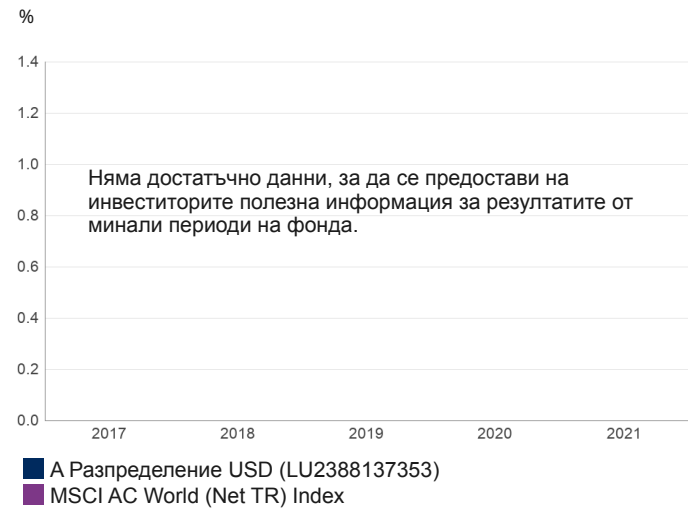 %
1.4
1.2
1.0
Няма достатъчно данни, за да се предостави на
инвеститорите полезна информация за резултатите от
минали периоди на фонда.
0.8
0.6
0.4
0.2
0.0
2017 2018 2019 2020 2021
А Разпределение USD (LU2388137353)
MSCI AC World (Net TR) Index